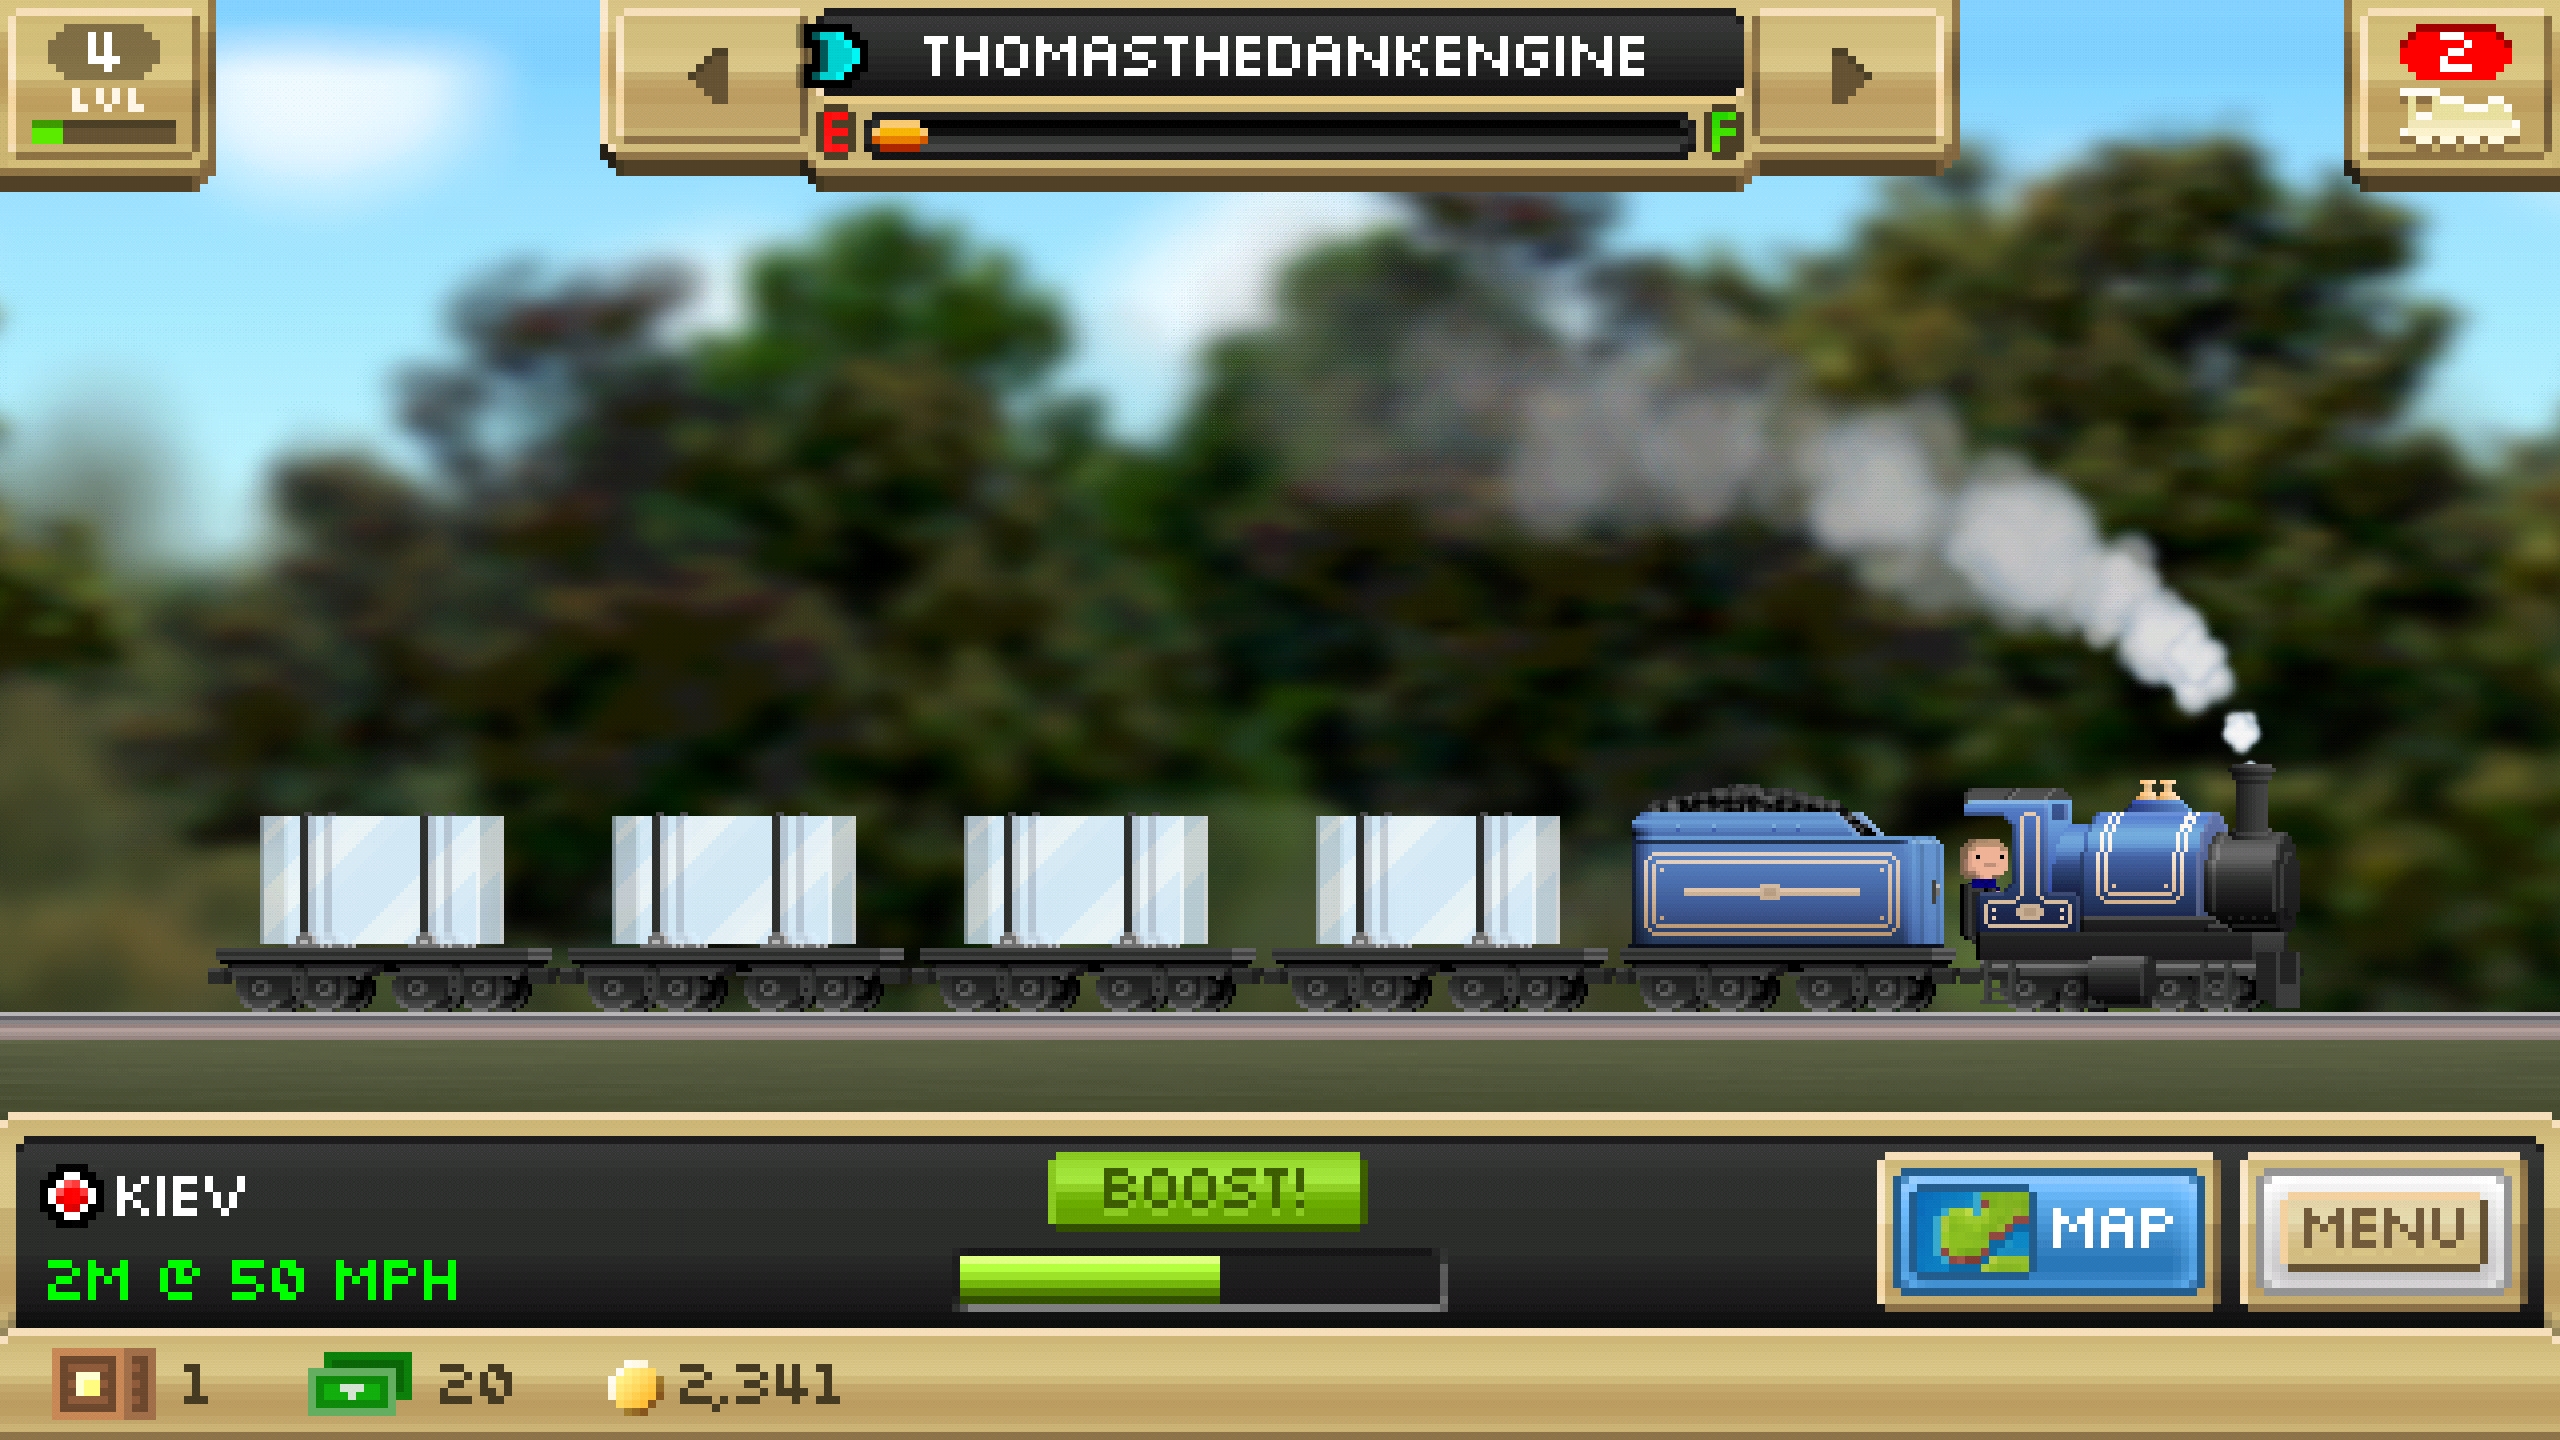 4
LVL
THOMASTHEDANKENGINE
E F
2
KIEV
2M @ 50 MPH
BOOST!
MAP
MENU
1
20
2,341